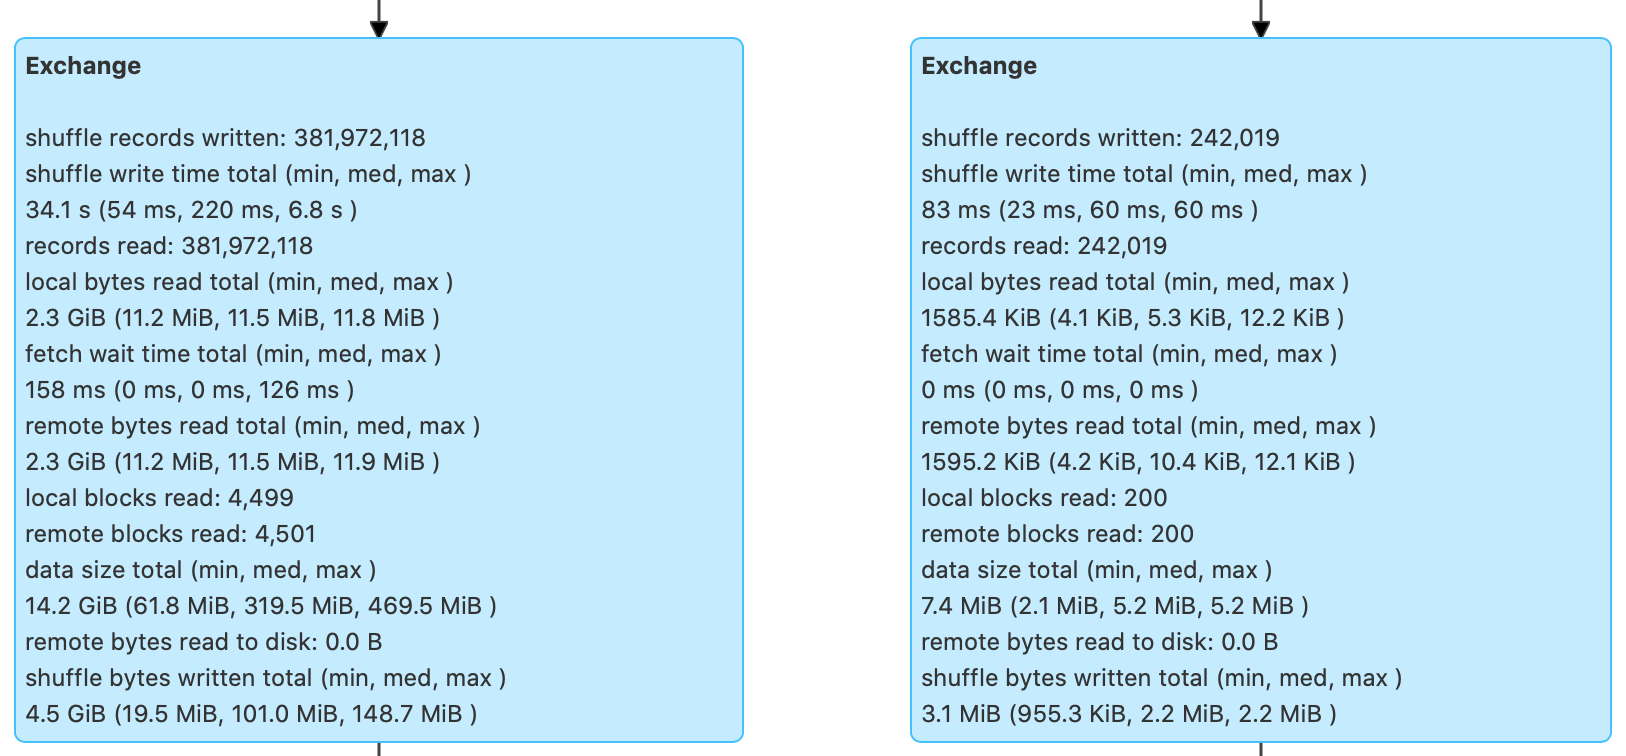 Exchange
shuffle records written: 381,972,118
shuffle write time total (min, med, max )
34.1 s (54 ms, 220 ms, 6.8 s )
records read: 381,972,118
local bytes read total (min, med, max )
2.3 GiB (11.2 MiB, 11.5 MiB, 11.8 MiB )
fetch wait time total (min, med, max )
158 ms (0 ms, 0 ms, 126 ms )
remote bytes read total (min, med, max )
2.3 GiB (11.2 MiB, 11.5 MiB, 11.9 MiB )
local blocks read: 4,499
remote blocks read: 4,501
data size total (min, med, max )
14.2 GiB (61.8 MiB, 319.5 MiB, 469.5 MiB )
remote bytes read to disk: 0.0 B
shuffle bytes written total (min, med, max )
4.5 GiB (19.5 MiB, 101.0 MiB, 148.7 MiB )
Exchange
shuffle records written: 242,019
shuffle write time total (min, med, max )
83 ms (23 ms, 60 ms, 60 ms )
records read: 242,019
local bytes read total (min, med, max )
1585.4 KiB (4.1 KiB, 5.3 KiB, 12.2 KiB )
fetch wait time total (min, med, max )
0 ms (0 ms, 0 ms, 0 ms )
remote bytes read total (min, med, max )
1595.2 KiB (4.2 KiB, 10.4 KiB, 12.1 KiB )
local blocks read: 200
remote blocks read: 200
data size total (min, med, max )
7.4 MiB (2.1 MiB, 5.2 MiB, 5.2 MiB )
remote bytes read to disk: 0.0 B
shuffle bytes written total (min, med, max )
3.1 MiB (955.3 KiB, 2.2 MiB, 2.2 MiB )